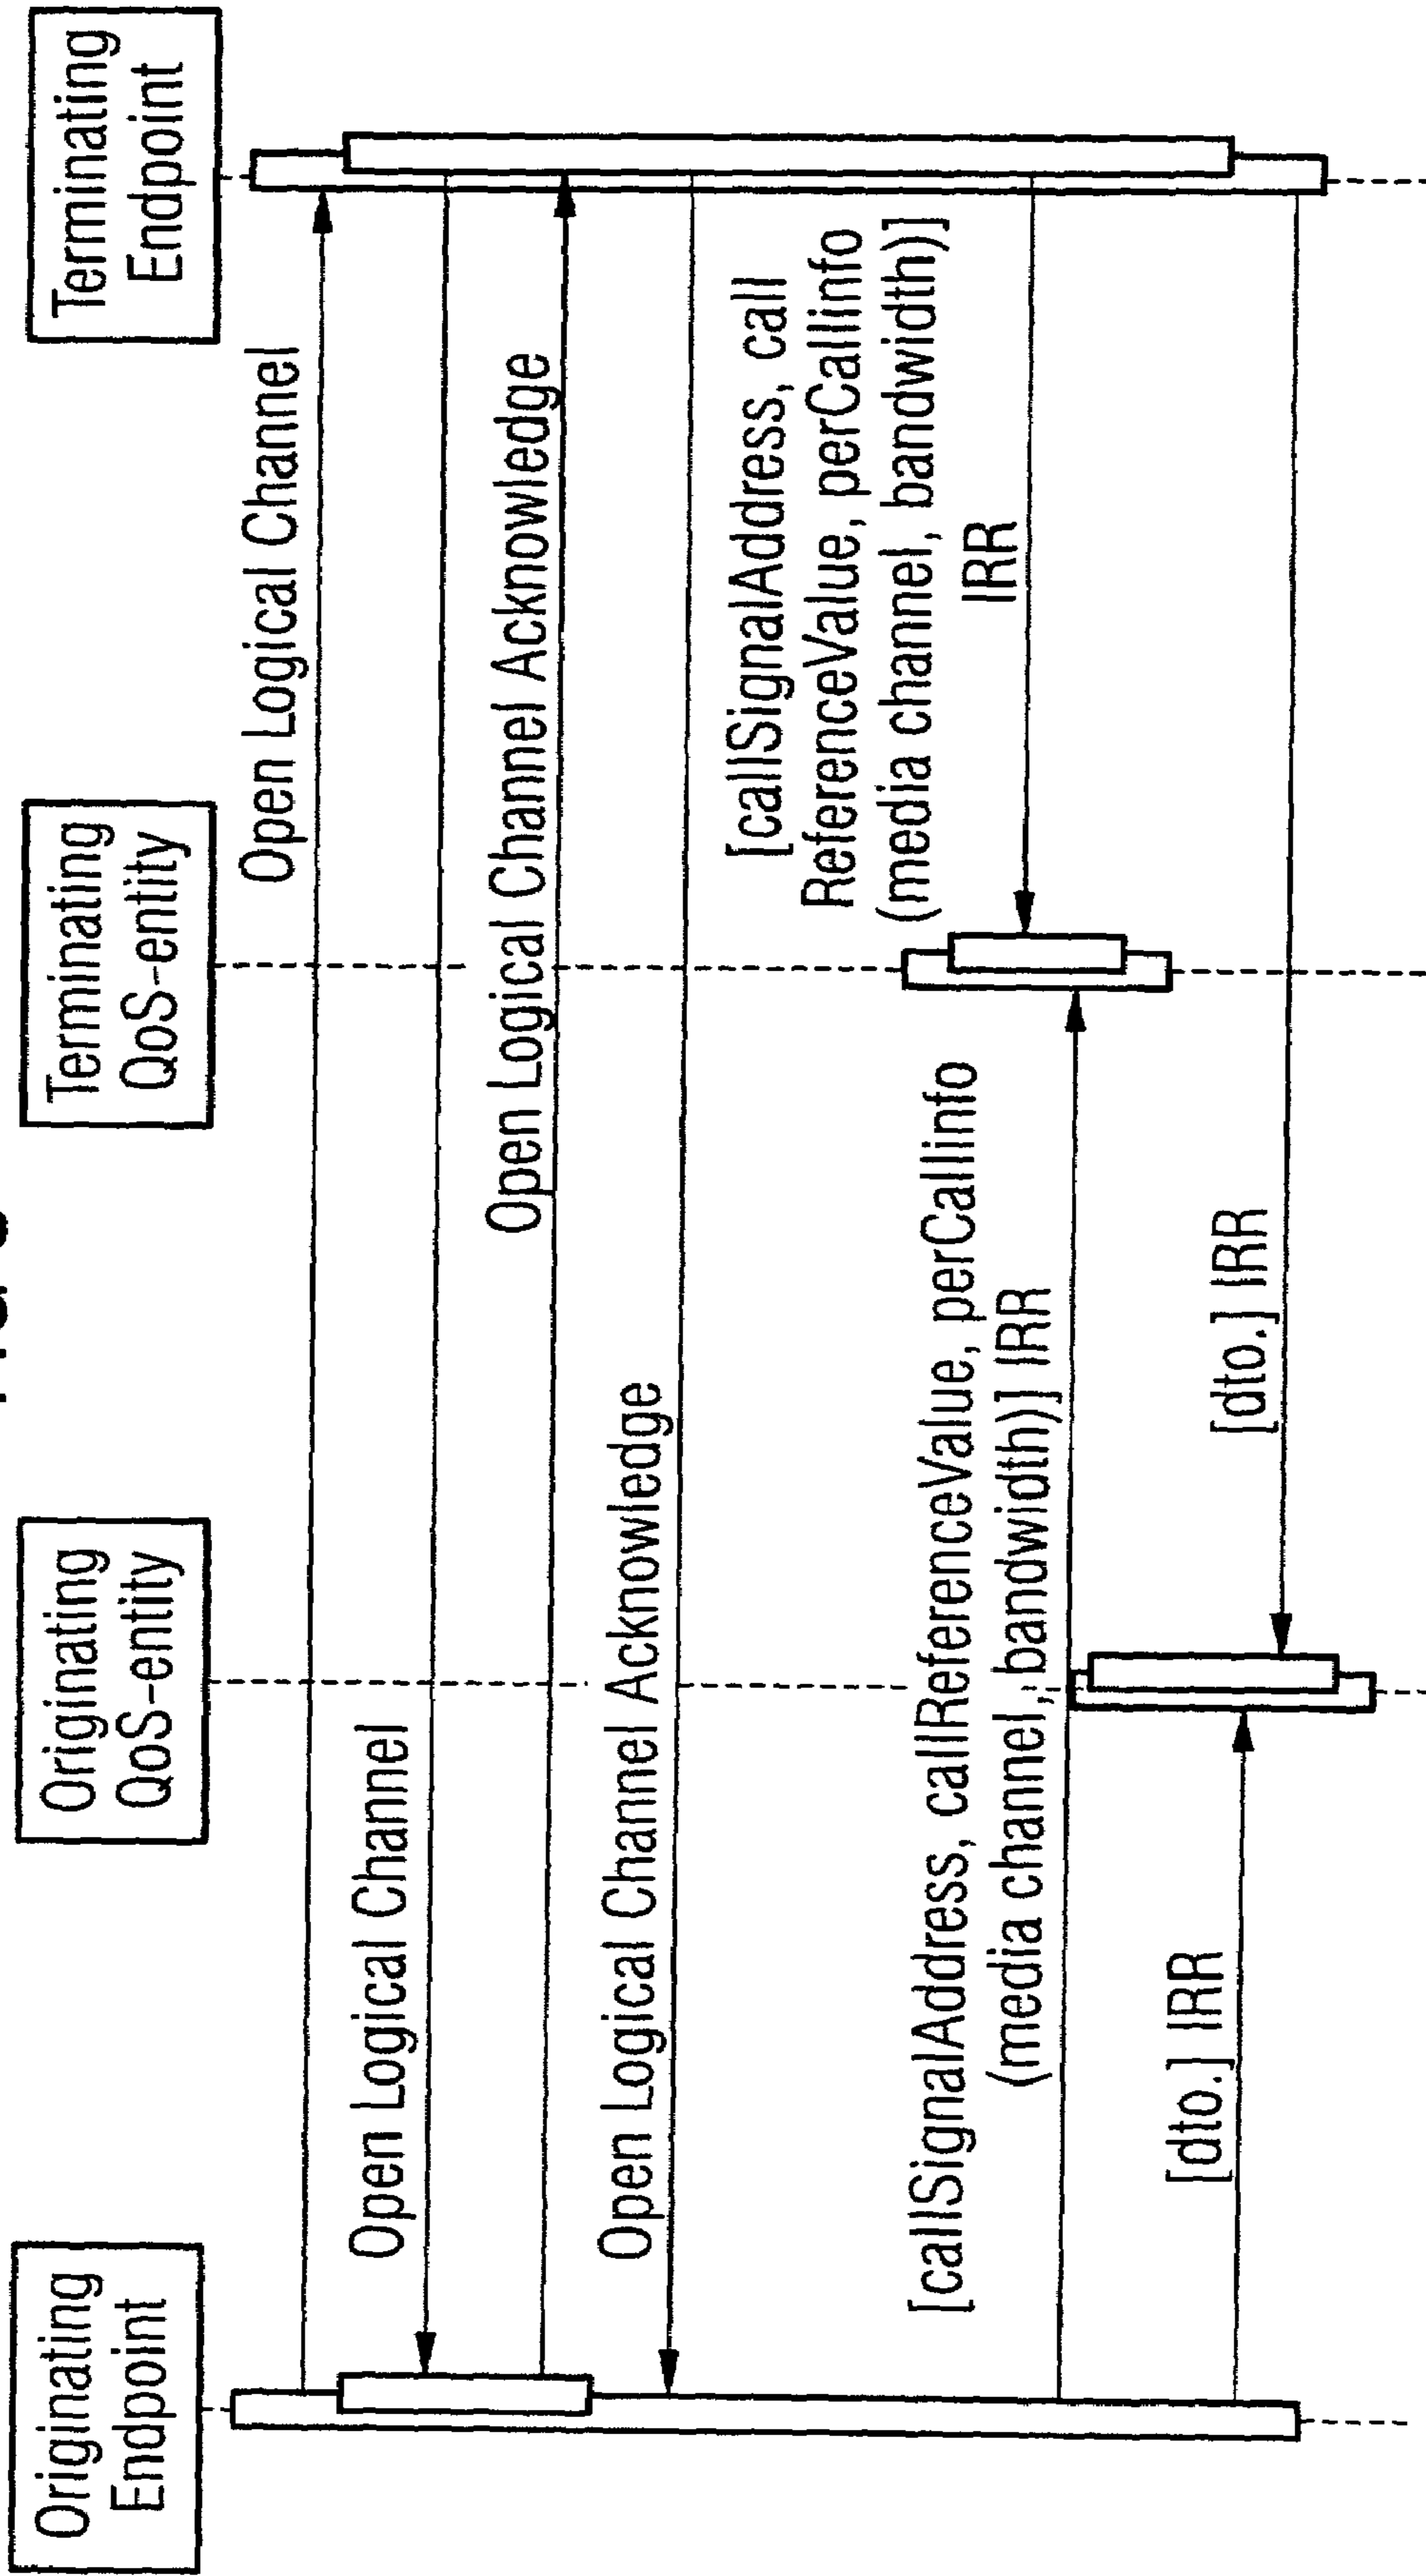 Originating
Endpoint
Originating
QoS-entity
Terminating
QoS-entity
Terminating
Endpoint
Open Logical Channel
Open Logical Channel
Open Logical Channel Acknowledge
Open Logical Channel Acknowledge
[callSignalAddress, call
ReferenceValue, perCallinfo
(media channel, bandwidth)]
IRR
[callSignalAddress, callReferenceValue, perCallinfo
(media channel, bandwidth)] IRR
[dto.] IRR
[dto.] IRR